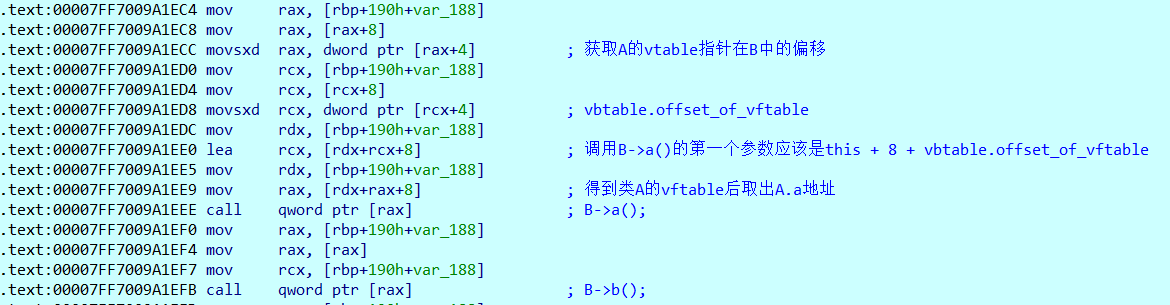 .text:00007FF7009A1EC4 mov     rax, [rbp+190h+var_188]
.text:00007FF7009A1EC8 mov     rax, [rax+8]
.text:00007FF7009A1ECC movsxd  rax, dword ptr [rax+4]          ; 获取A的vtable指针在B中的偏移
.text:00007FF7009A1ED0 mov     rcx, [rbp+190h+var_188]
.text:00007FF7009A1ED4 mov     rcx, [rcx+8]
.text:00007FF7009A1ED8 movsxd  rcx, dword ptr [rcx+4]          ; vbtable.offset_of_vftable
.text:00007FF7009A1EDC mov     rdx, [rbp+190h+var_188]
.text:00007FF7009A1EE0 lea     rcx, [rdx+rcx+8]                ; 调用B->a()的第一个参数应该是this + 8 + vbtable.offset_of_vftable
.text:00007FF7009A1EE5 mov     rdx, [rbp+190h+var_188]
.text:00007FF7009A1EE9 mov     rax, [rdx+rax+8]                ; 得到类A的vftable后取出A.a地址
.text:00007FF7009A1EEE call    qword ptr [rax]                 ; B->a();
.text:00007FF7009A1EF0 mov     rax, [rbp+190h+var_188]
.text:00007FF7009A1EF4 mov     rax, [rax]
.text:00007FF7009A1EF7 mov     rcx, [rbp+190h+var_188]
.text:00007FF7009A1EFB call    qword ptr [rax]                 ; B->b();